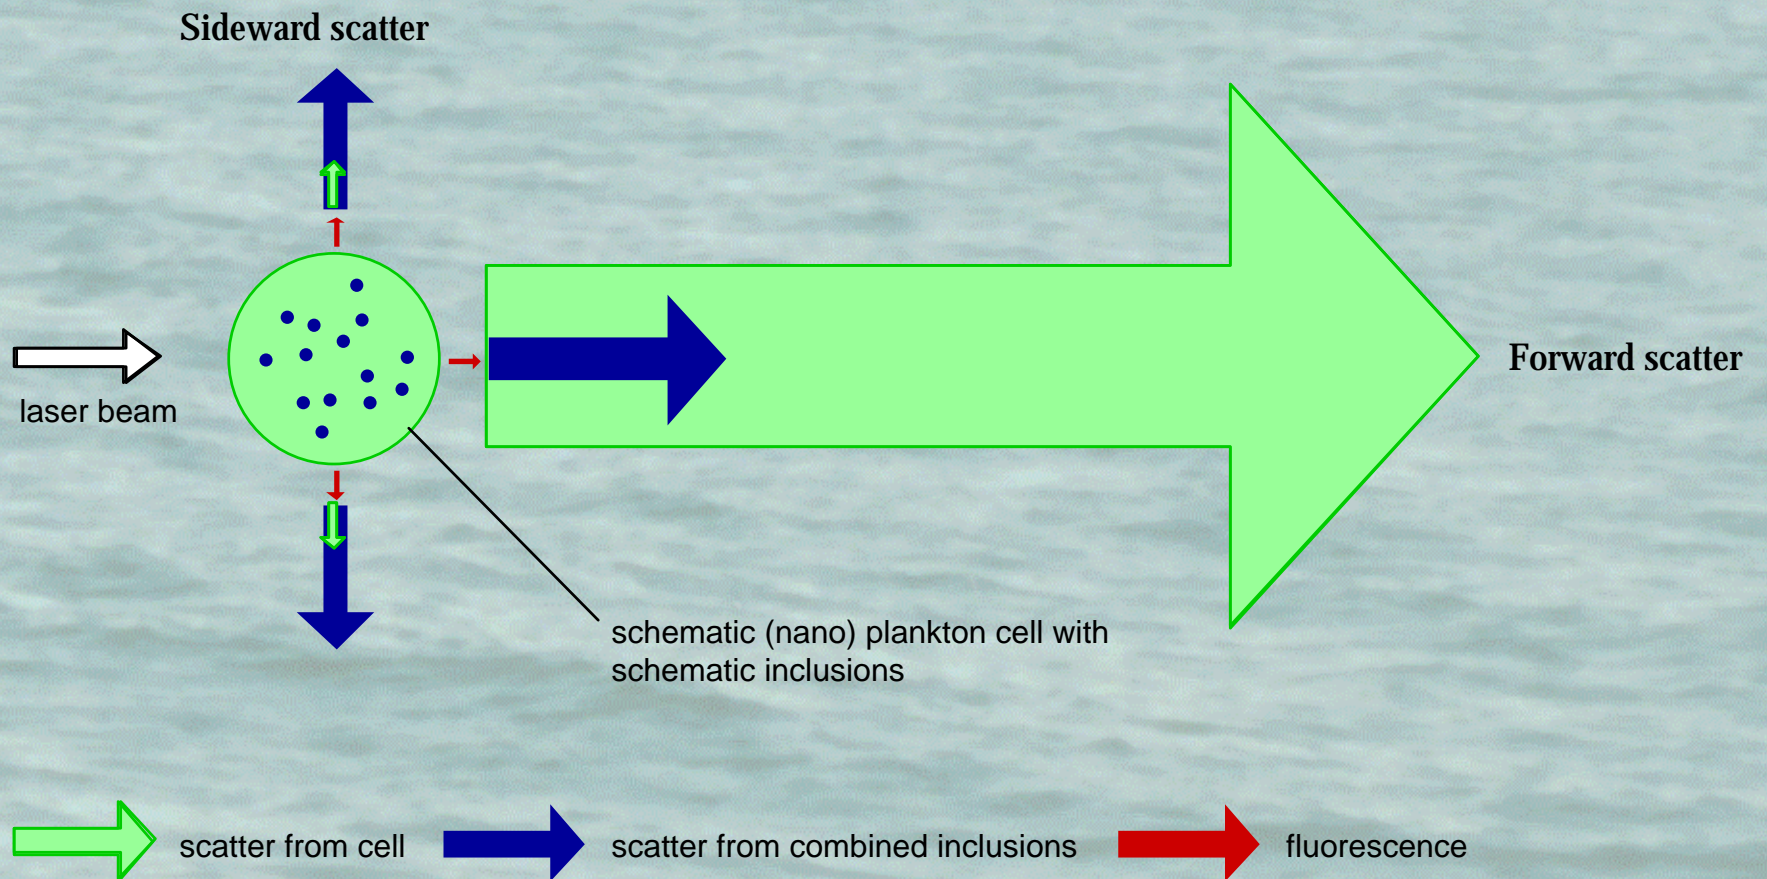 Sideward scatter
Forward scatter
laser beam
schematic (nano) plankton cell with
schematic inclusions
scatter from cell
scatter from combined inclusions
fluorescence